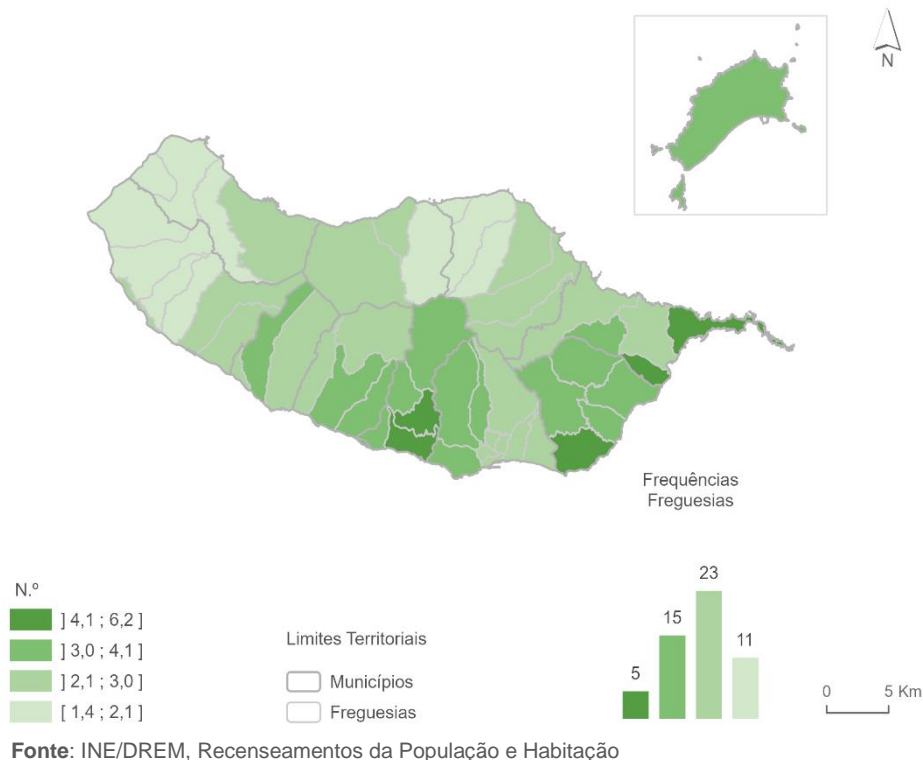 N
Frequências
Freguesias
N.º
] 4,1 ; 6,2 ]
] 3,0 ; 4,1 ]
] 2,1 ; 3,0 ]
[ 1,4 ; 2,1 ]
Limites Territoriais
Municípios
Freguesias
5
15
23
11
0 5 Km
Fonte: INE/DREM, Recenseamentos da População e Habitação